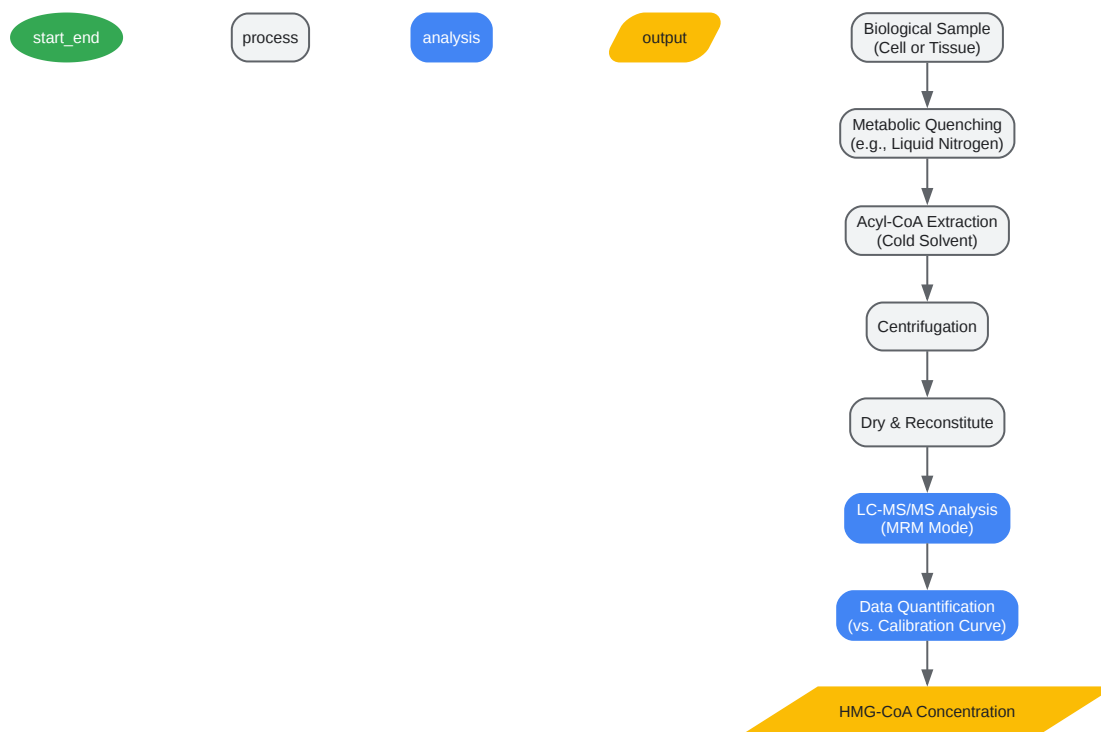 start_end
process
analysis
output
Biological Sample
(Cell or Tissue)
Metabolic Quenching
(e.g., Liquid Nitrogen)
Acyl-CoA Extraction
(Cold Solvent)
Centrifugation
Dry & Reconstitute
LC-MS/MS Analysis
(MRM Mode)
Data Quantification
(vs. Calibration Curve)
HMG-CoA Concentration